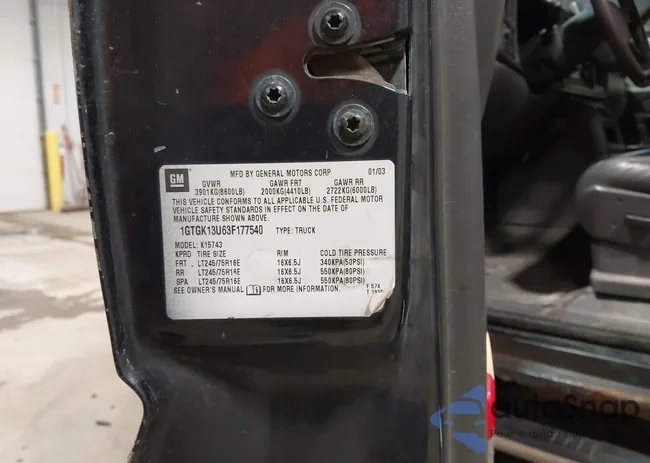 GM
MFD BY GENERAL MOTORS CORP 01/03
GVWR GAWR FRT GAWR RR
3901KG(8600LB) 2000KG(4410LB) 2722KG(6000LB)
THIS VEHICLE CONFORMS TO ALL APPLICABLE U.S. FEDERAL MOTOR
VEHICLE SAFETY STANDARDS IN EFFECT ON THE DATE OF
MANUFACTURE SHOWN ABOVE.
1GTGK13U63F177540 TYPE: TRUCK
MODEL: K15743
KPRD TIRE SIZE RIM COLD TIRE PRESSURE
FRT - LT245/75R16E 16X6.5J 340KPA(50PSI)
RR - LT245/75R16E 16X6.5J 550KPA(80PSI)
SPA - LT245/75R16E 16X6.5J 550KPA(80PSI)
SEE OWNER'S MANUAL FOR MORE INFORMATION.
F 574
autoSnap